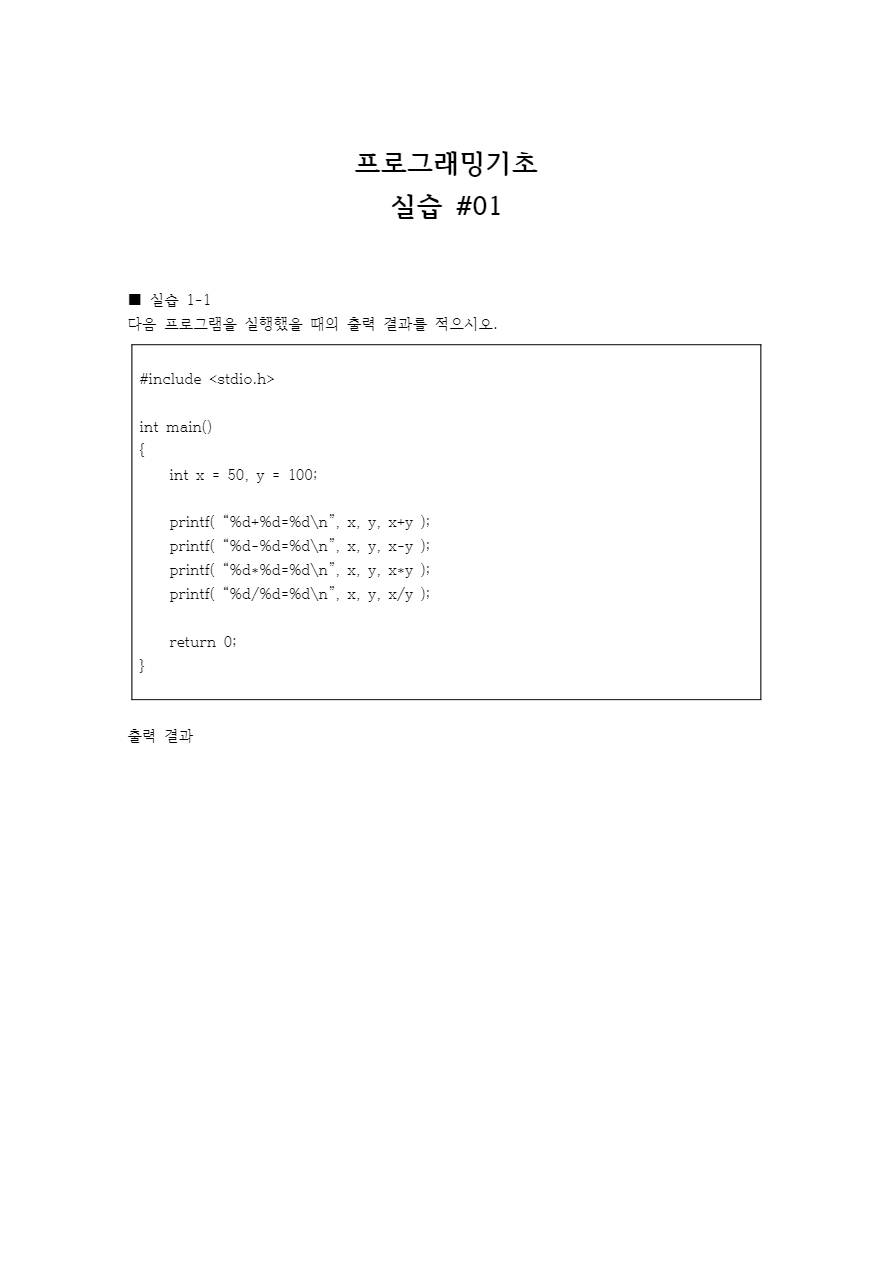 프로그래밍기초
실습 #01
■ 실습 1-1
다음 프로그램을 실행했을 때의 출력 결과를 적으시오.
#include <stdio.h>
int main()
{
int x = 50, y = 100;
printf( “%d+%d=%d\n”, x, y, x+y );
printf( “%d-%d=%d\n”, x, y, x-y );
printf( “%d*%d=%d\n”, x, y, x*y );
printf( “%d/%d=%d\n”, x, y, x/y );
return 0;
}
출력 결과